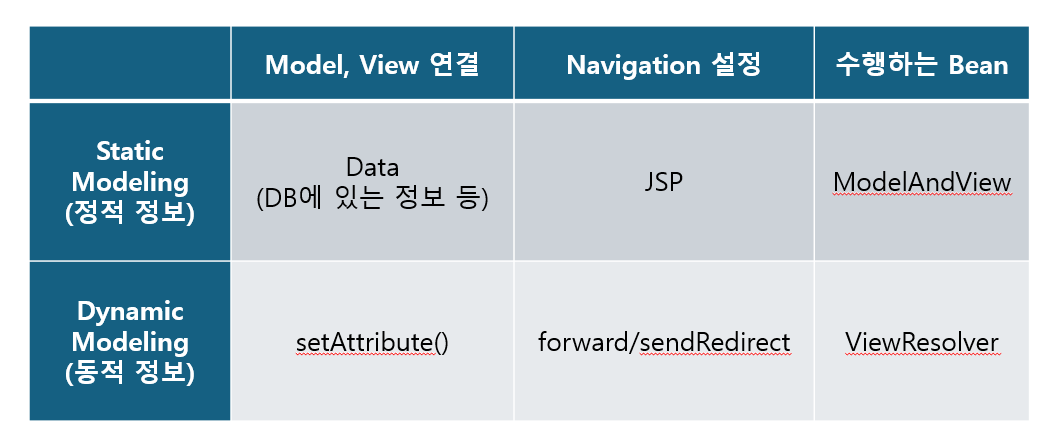 Model, View 연결
Navigation 설정
수행하는 Bean
Static
Modeling
(정적 정보)
Data
(DB에 있는 정보 등)
JSP
ModelAndView
Dynamic
Modeling
(동적 정보)
setAttribute()
forward/sendRedirect
ViewResolver